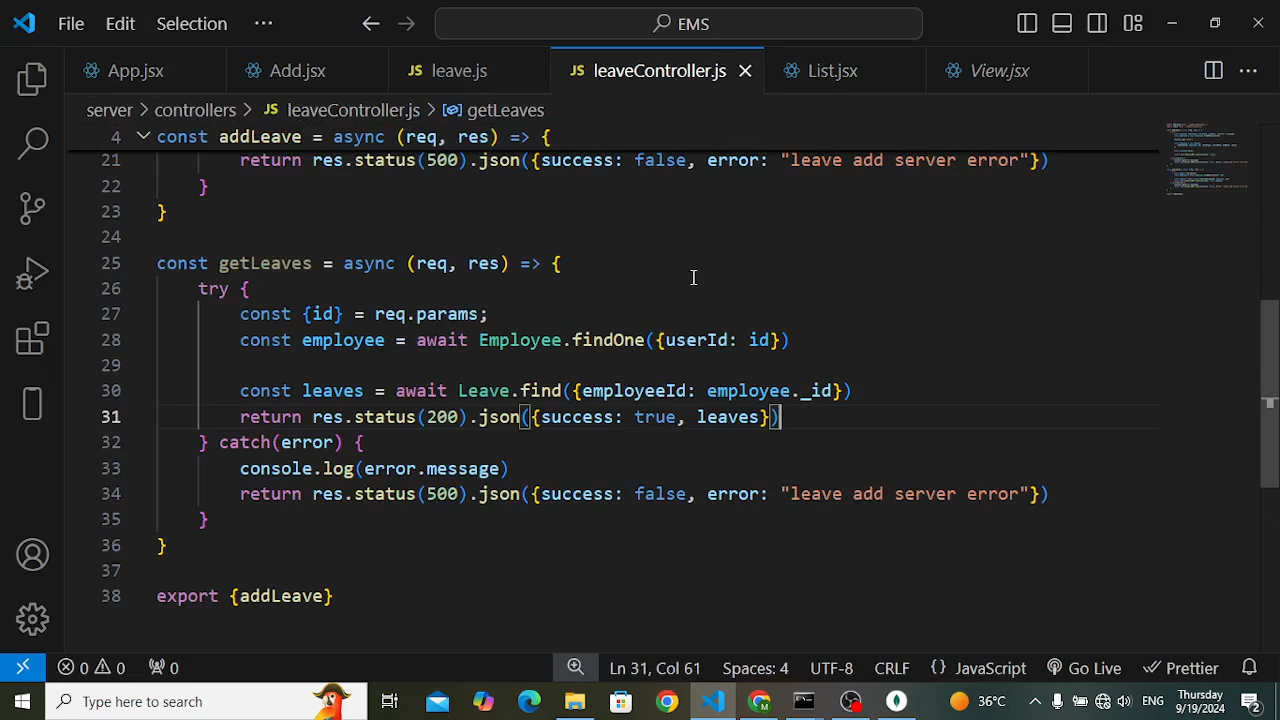 File Edit Selection ··· EMS
App.jsx Add.jsx JS leave.js JS leaveController.js List.jsx View.jsx ···
server > controllers > JS leaveController.js > getLeaves
4 const addLeave = async (req, res) => {
21 return res.status(500).json({success: false, error: "leave add server error"})
22 }
23 }
24
25 const getLeaves = async (req, res) => {
26 try {
27 const {id} = req.params;
28 const employee = await Employee.findOne({userId: id})
29
30 const leaves = await Leave.find({employeeId: employee._id})
31 return res.status(200).json({success: true, leaves})
32 } catch(error) {
33 console.log(error.message)
34 return res.status(500).json({success: false, error: "leave add server error"})
35 }
36 }
37
38 export {addLeave}
0 0 0 Ln 31, Col 61 Spaces: 4 UTF-8 CRLF {} JavaScript Go Live Prettier
Type here to search 36°C ENG Thursday
9/19/2024 2